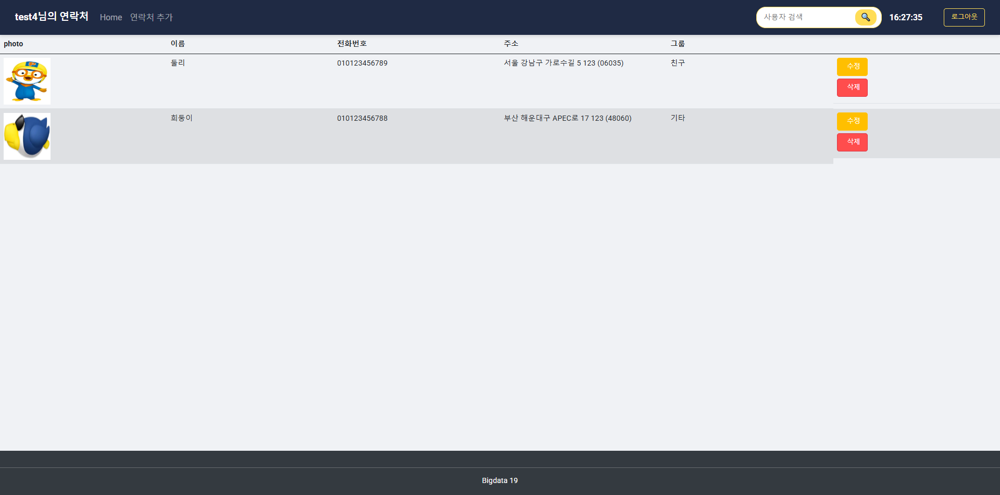 test4님의 연락처 Home 연락처 추가 사용자 검색 16:27:35 로그아웃
photo 이름 전화번호 주소 그룹
둘리 010123456789 서울 강남구 가로수길 5 123 (06035) 친구 수정
삭제
희동이 010123456788 부산 해운대구 APEC로 17 123 (48060) 기타 수정
삭제
Bigdata 19